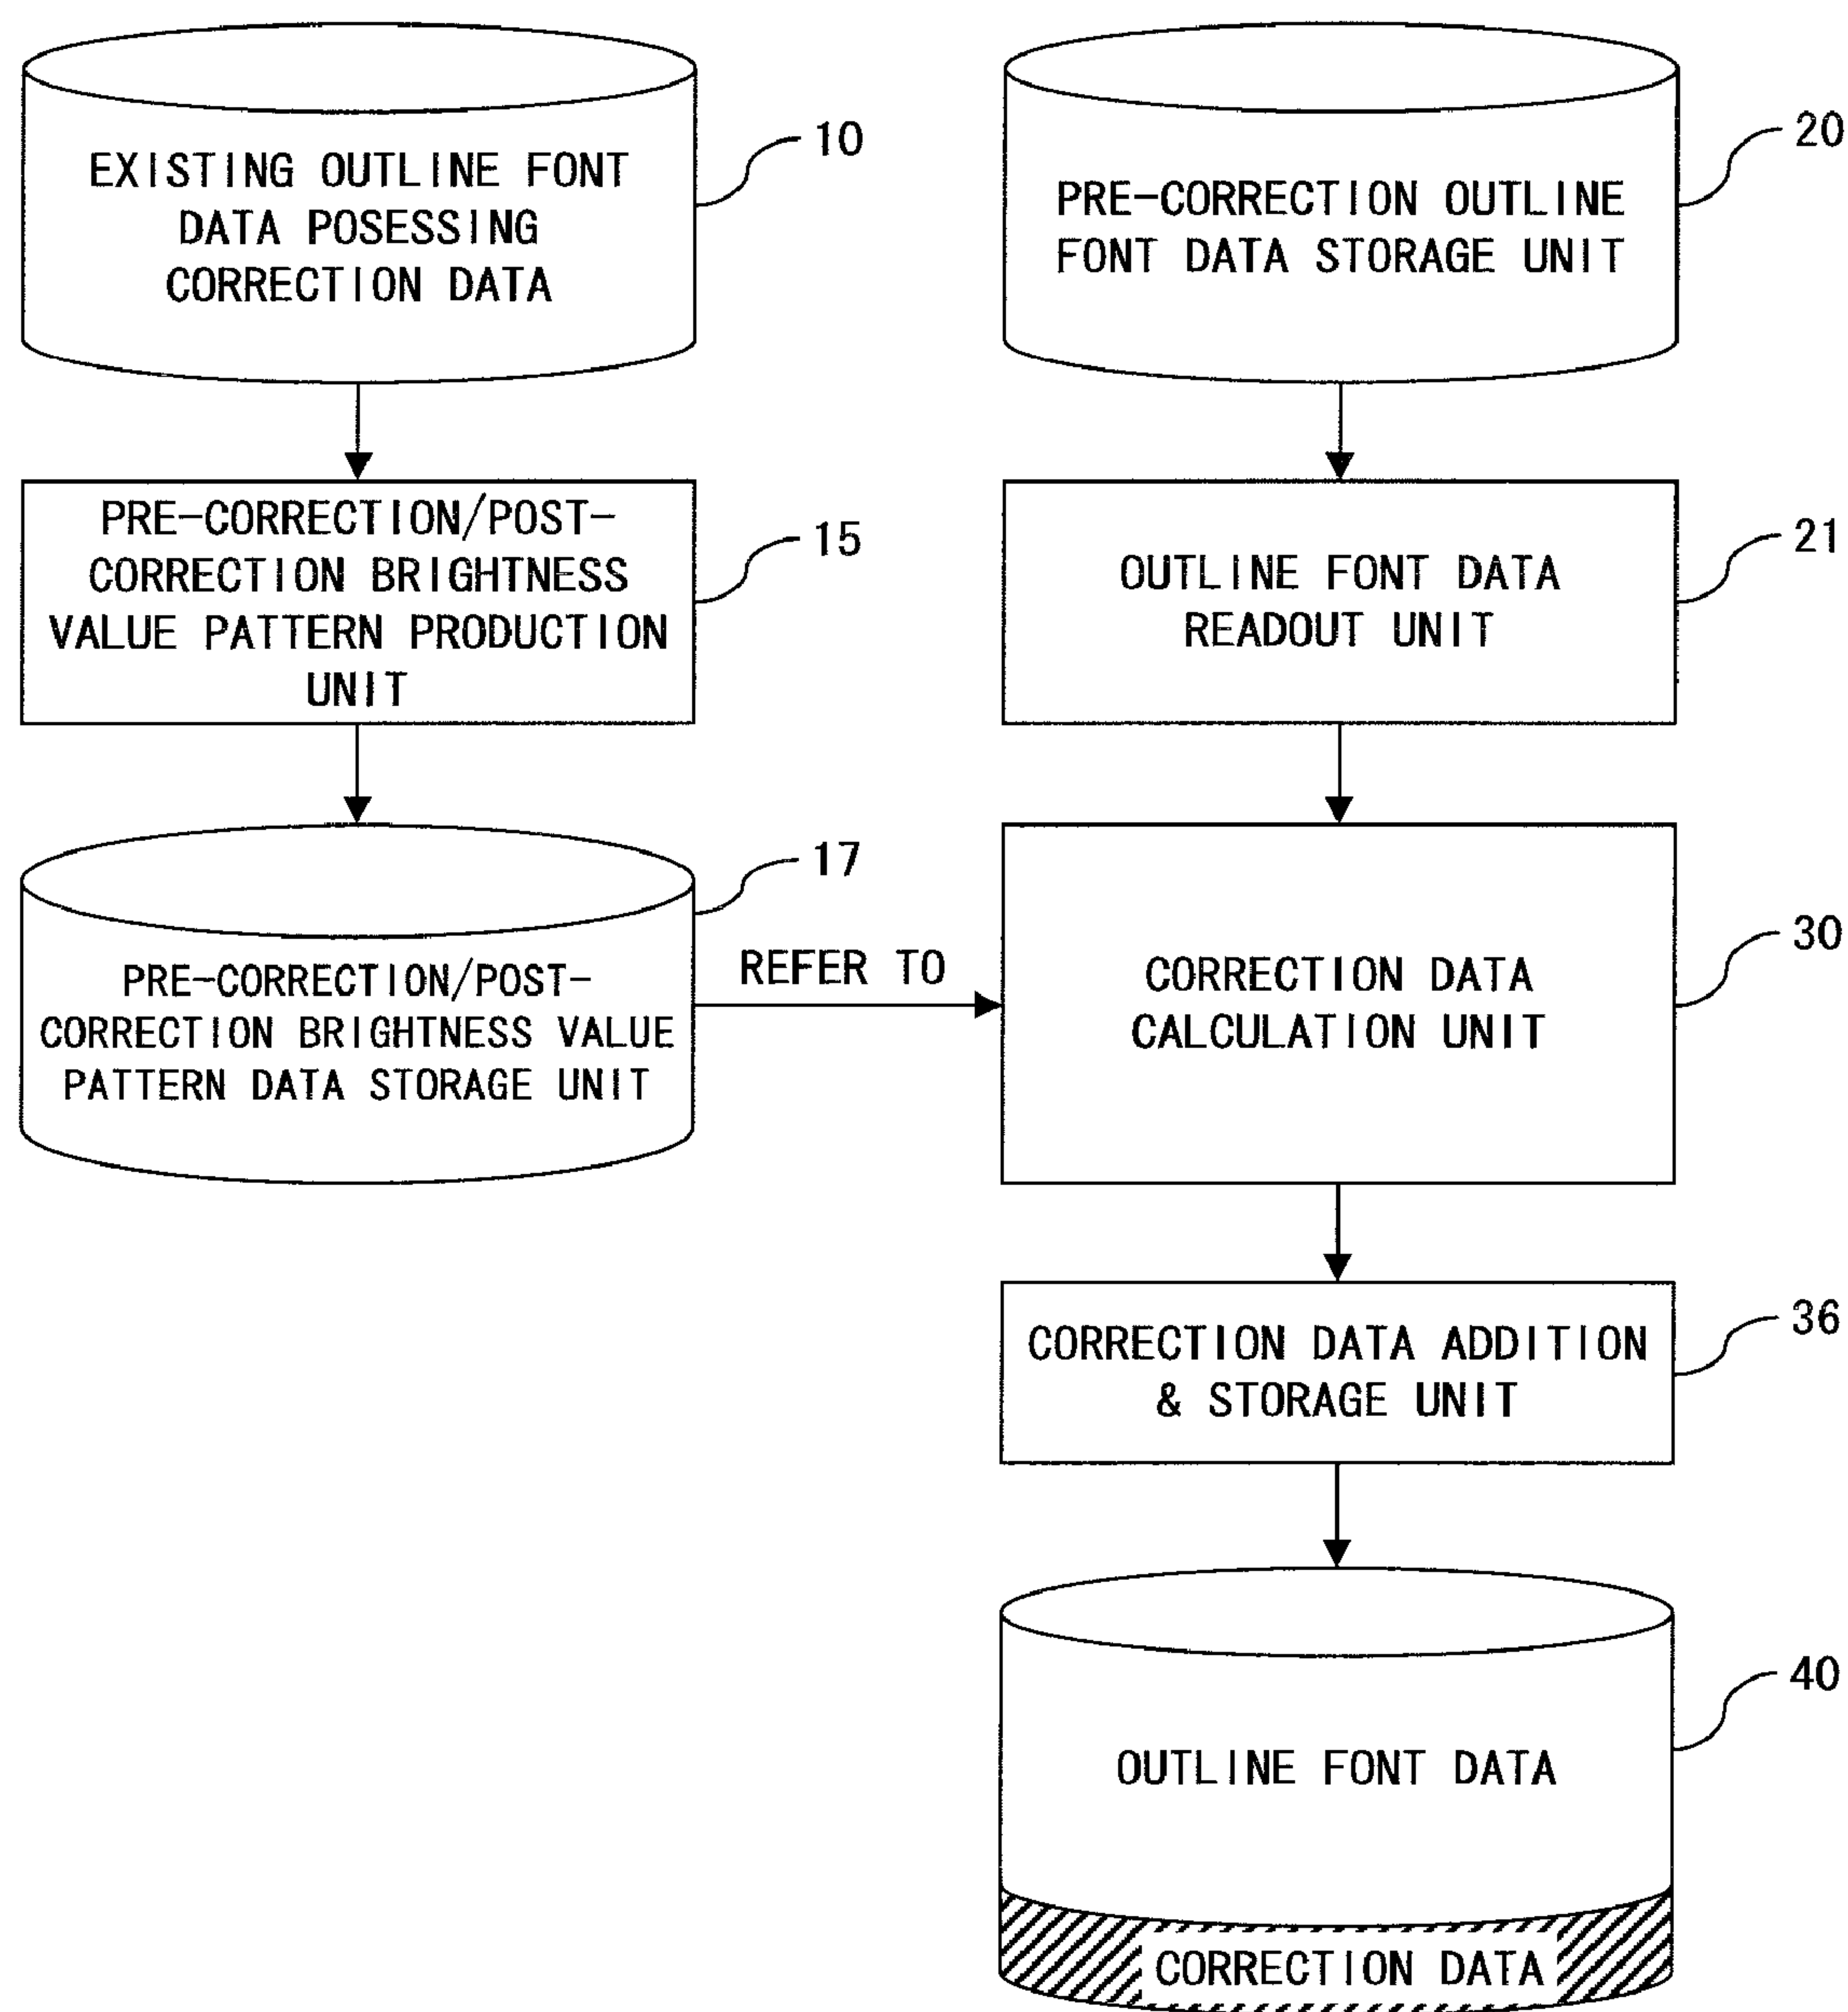 EXISTING OUTLINE FONT
DATA POSESSING
CORRECTION DATA
10
PRE-CORRECTION/POST-
CORRECTION BRIGHTNESS
VALUE PATTERN PRODUCTION
UNIT
15
PRE-CORRECTION/POST-
CORRECTION BRIGHTNESS VALUE
PATTERN DATA STORAGE UNIT
17
REFER TO
PRE-CORRECTION OUTLINE
FONT DATA STORAGE UNIT
20
OUTLINE FONT DATA
READOUT UNIT
21
CORRECTION DATA
CALCULATION UNIT
30
CORRECTION DATA ADDITION
& STORAGE UNIT
36
OUTLINE FONT DATA
40
CORRECTION DATA